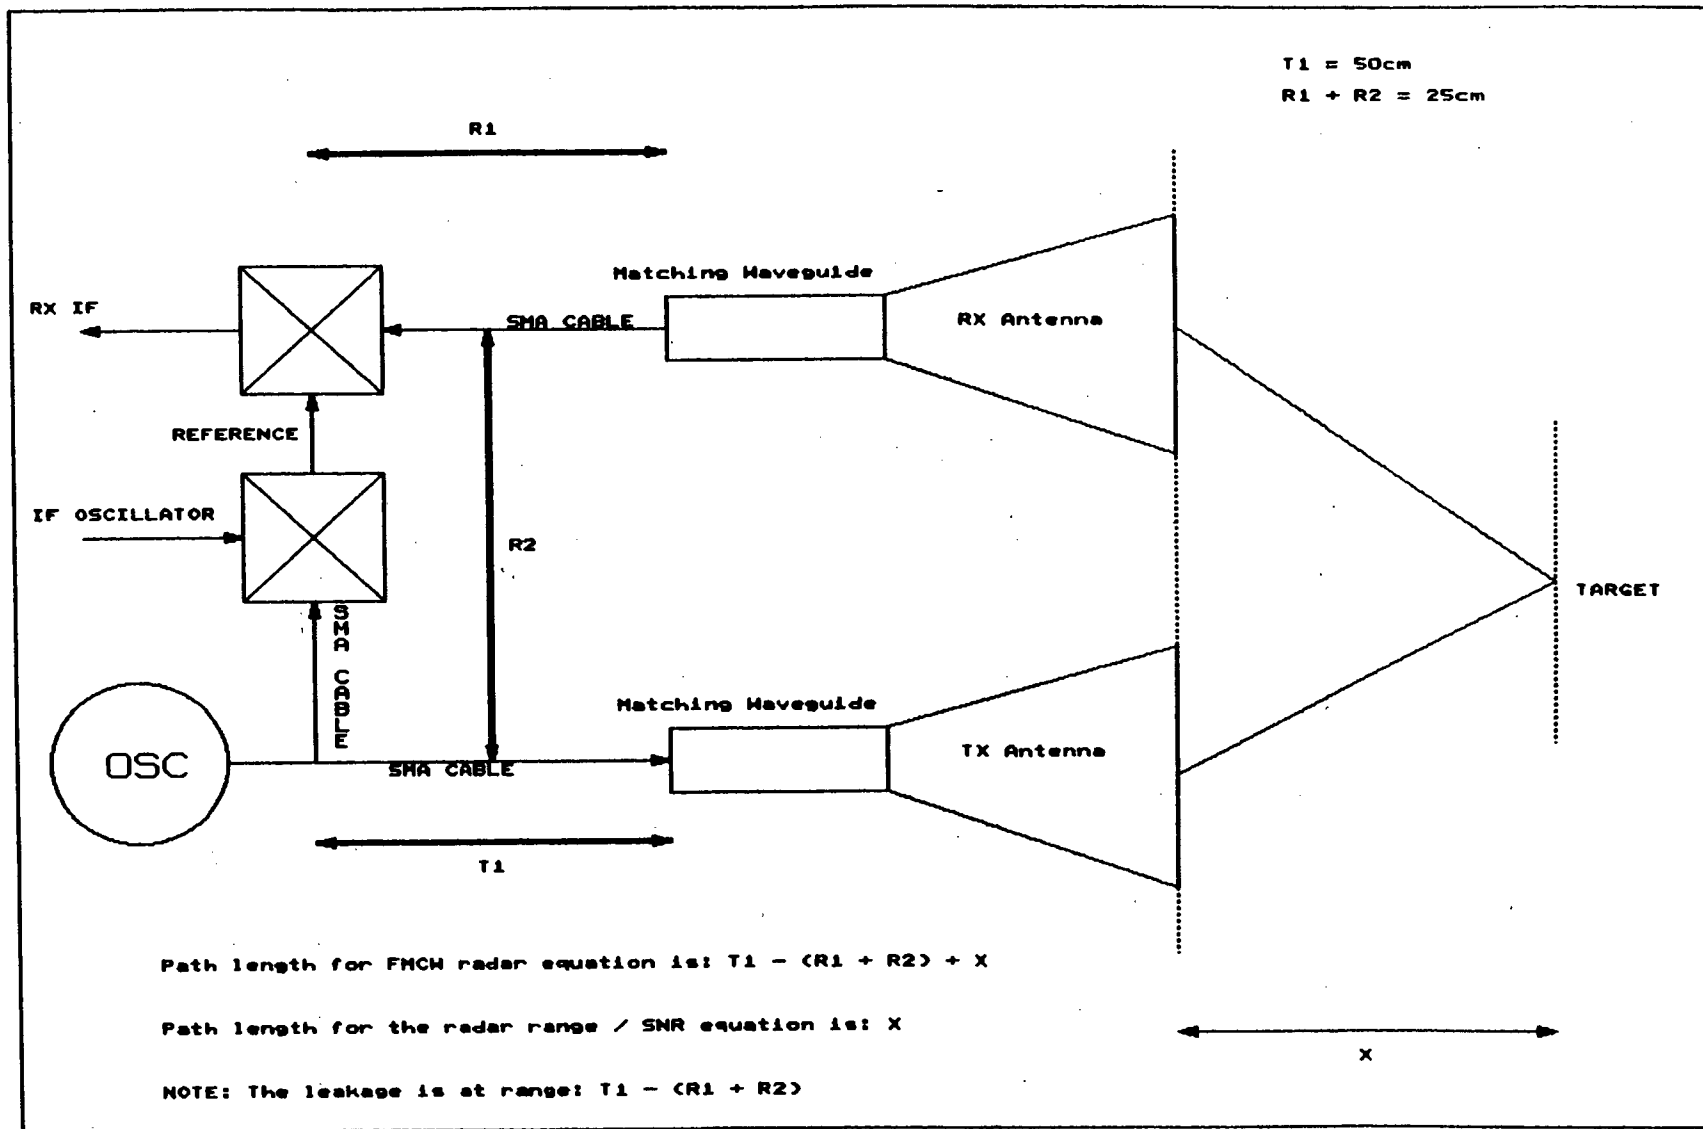 T1 = 50cm
R1 + R2 = 25cm
R1
Matching Waveguide
RX IF
SMA CABLE
RX Antenna
REFERENCE
IF OSCILLATOR
R2
TARGET
SMA CABLE
Matching Waveguide
OSC
SMA CABLE
TX Antenna
T1
Path length for FMCW radar equation is: T1 - (R1 + R2) + X
Path length for the radar range / SNR equation is: X
X
NOTE: The leakage is at range: T1 - (R1 + R2)